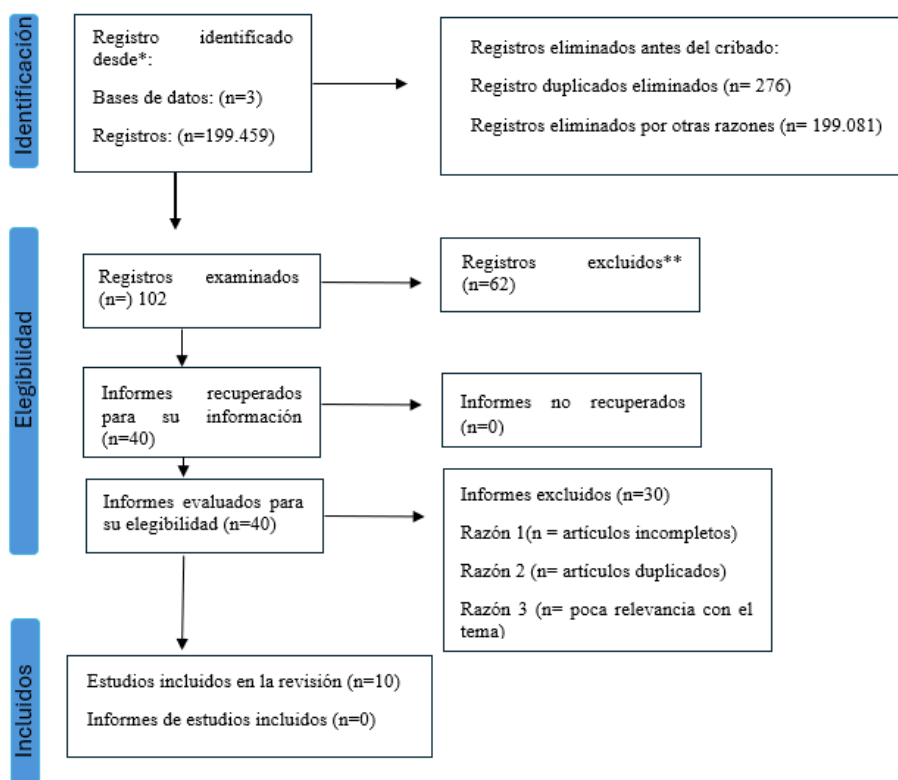 Identificación
Registro identificado
desde*:
Bases de datos: (n=3)
Registros: (n=199.459)
Registros eliminados antes del cribado:
Registro duplicados eliminados (n= 276)
Registros eliminados por otras razones (n= 199.081)
Elegibilidad
Registros examinados
(n=) 102
Registros excluidos**
(n=62)
Informes recuperados
para su información
(n=40)
Informes no recuperados
(n=0)
Informes evaluados para
su elegibilidad (n=40)
Informes excluidos (n=30)
Razón 1(n = artículos incompletos)
Razón 2 (n= artículos duplicados)
Razón 3 (n= poca relevancia con el
tema)
Incluidos
Estudios incluidos en la revisión (n=10)
Informes de estudios incluidos (n=0)